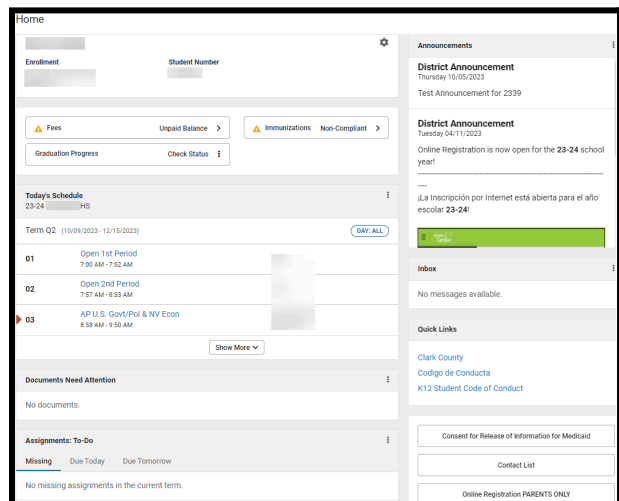 Home
Enrollment
Student Number
Fees
Unpaid Balance
Immunizations
Non-Compliant
Graduation Progress
Check Status
Today's Schedule
23-24 HS
Term Q2 (10/09/2023 - 12/15/2023)
DAY: ALL
01
Open 1st Period
7:00 AM - 7:52 AM
02
Open 2nd Period
7:57 AM - 8:53 AM
03
AP U.S. Govt/Pol & NV Econ
8:58 AM - 9:50 AM
Show More
Documents Need Attention
No documents.
Assignments: To-Do
Missing Due Today Due Tomorrow
No missing assignments in the current term.
Announcements
District Announcement
Thursday 10/05/2023
Test Announcement for 2339
District Announcement
Tuesday 04/11/2023
Online Registration is now open for the 23-24 school
year!
¡La Inscripción por Internet está abierta para el año
escolar 23-24!
Inbox
No messages available.
Quick Links
Clark County
Codigo de Conducta
K12 Student Code of Conduct
Consent for Release of Information for Medicaid
Contact List
Online Registration PARENTS ONLY